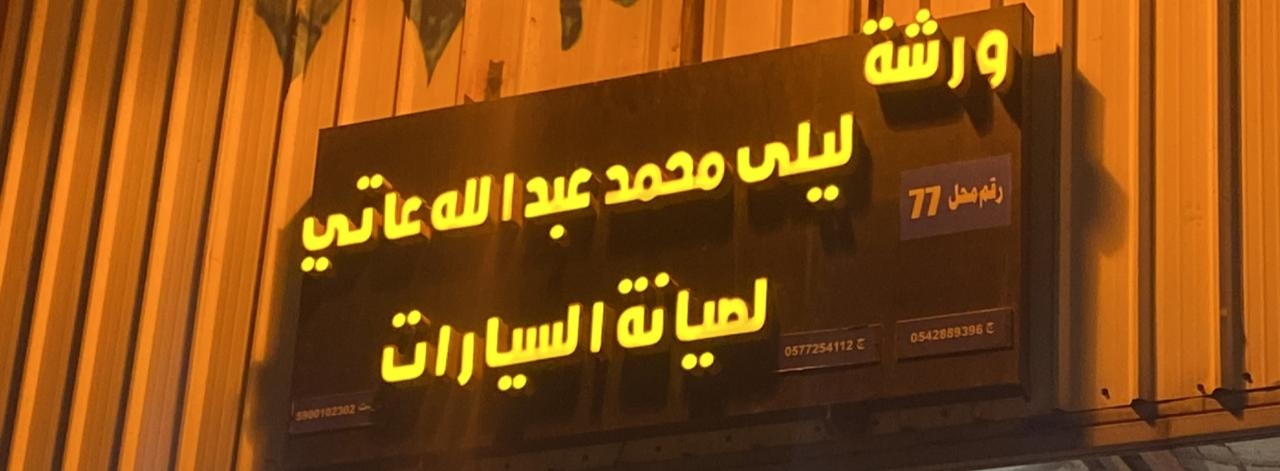 ورشة
ليلى محمد عبدالله عاتي
لصيانة السيارات
رقم محل 77
ج 0542889396
ج 0577254112
5900102302